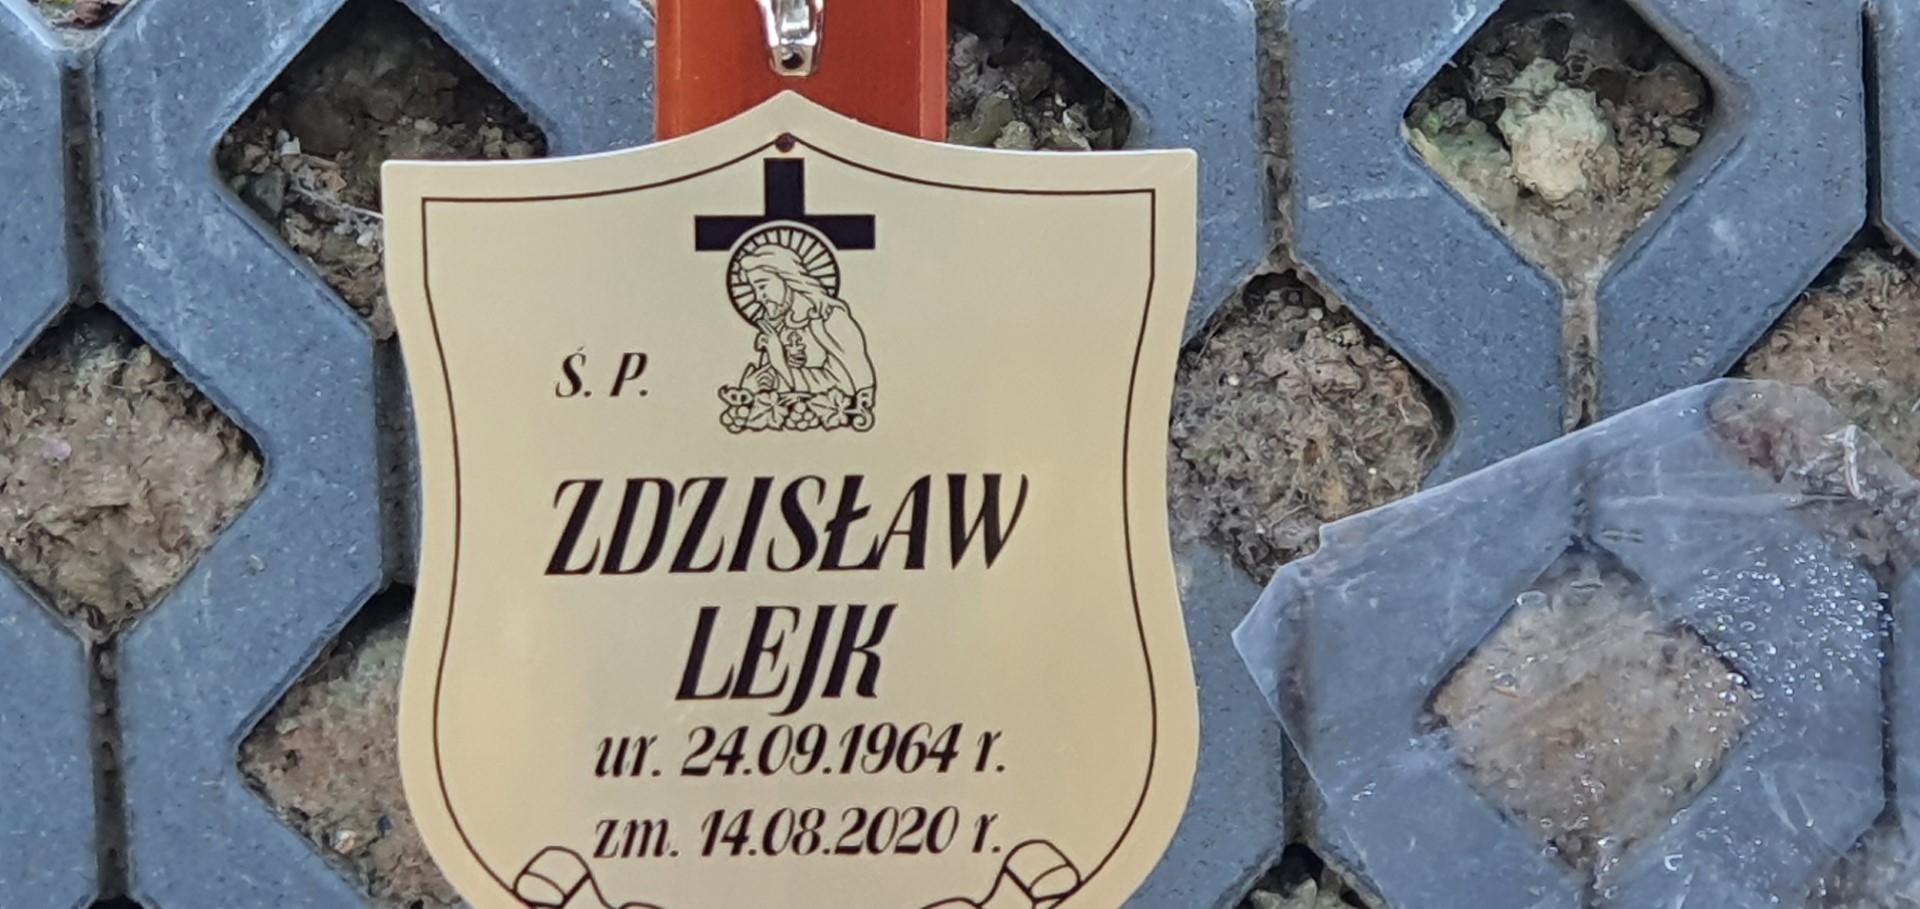 Ś. P.
ZDZISŁAW
LEJK
ur. 24.09.1964 r.
zm. 14.08.2020 r.